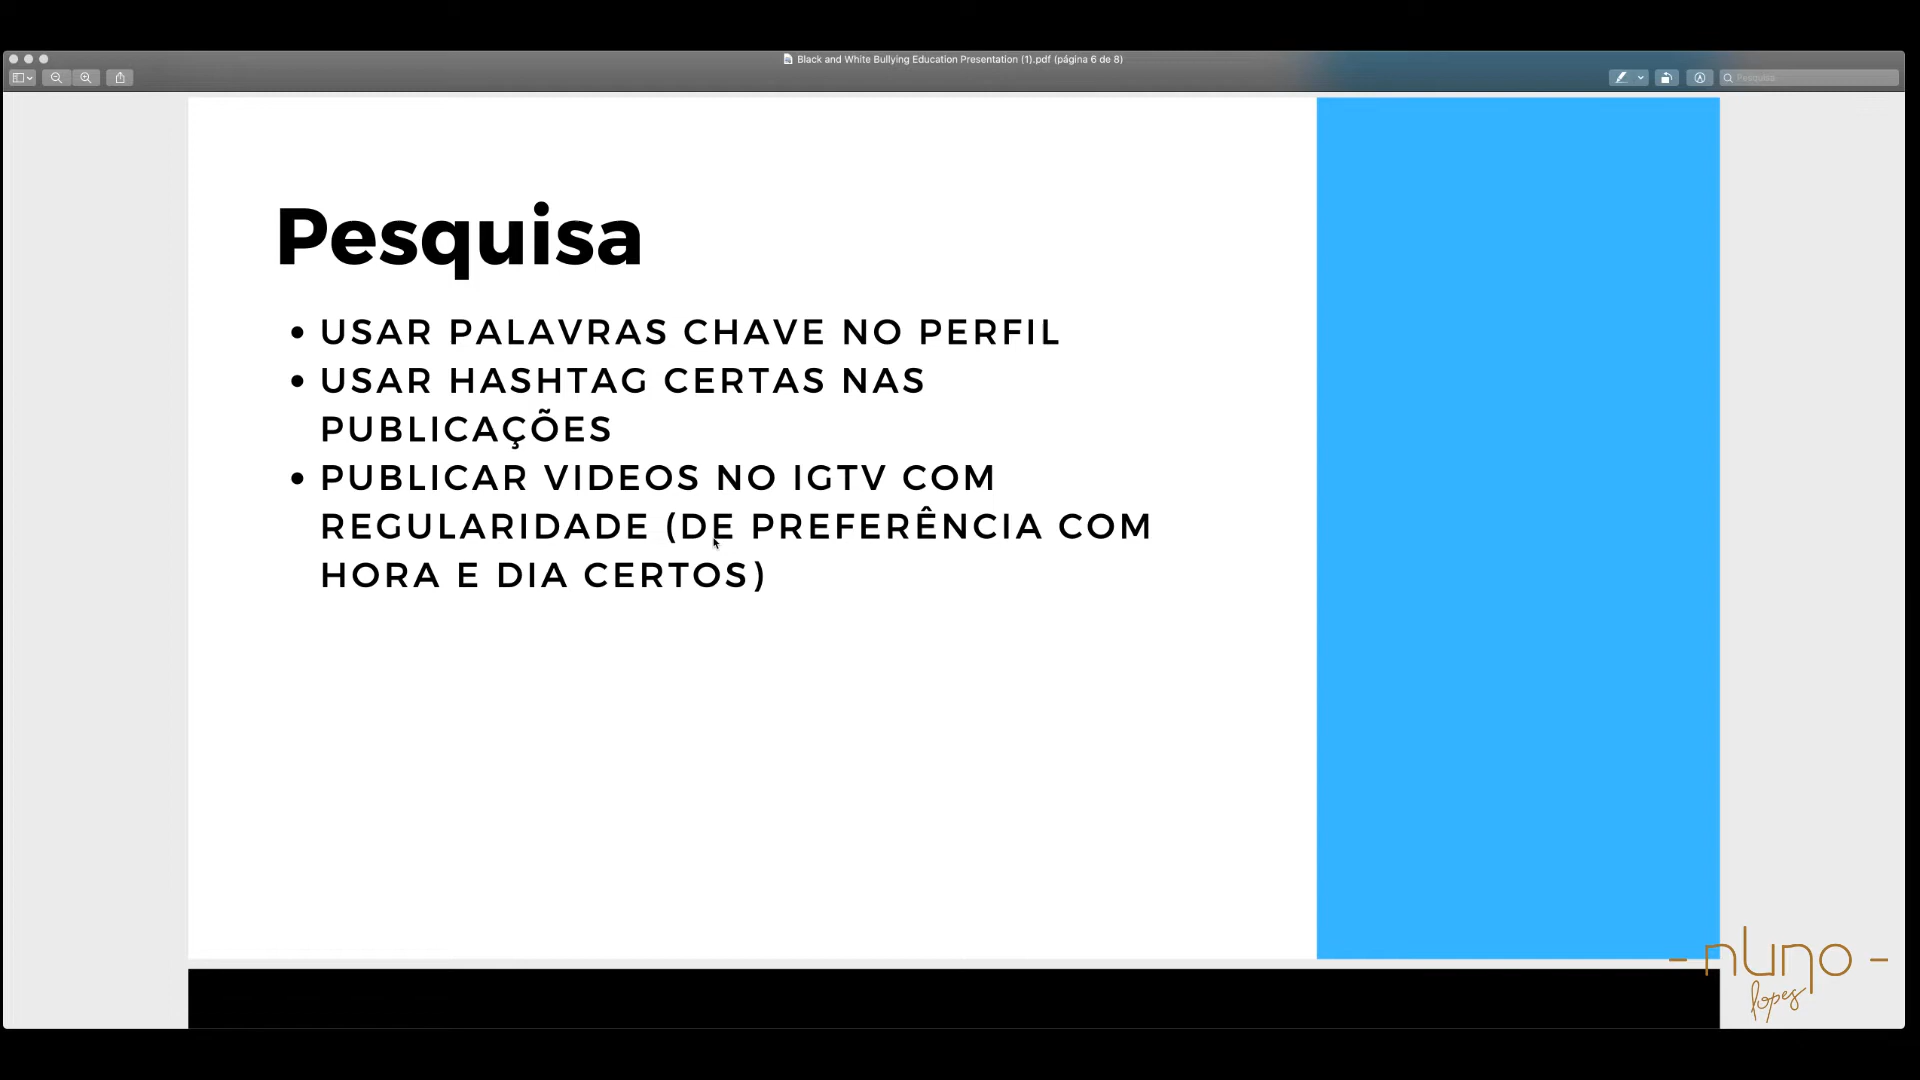 Black and White Bullying Education Presentation (1).pdf (página 6 de 8)
Pesquisa
Pesquisa
• USAR PALAVRAS CHAVE NO PERFIL
• USAR HASHTAG CERTAS NAS
PUBLICAÇÕES
• PUBLICAR VIDEOS NO IGTV COM
REGULARIDADE (DE PREFERÊNCIA COM
HORA E DIA CERTOS)
- nuno -
lopes